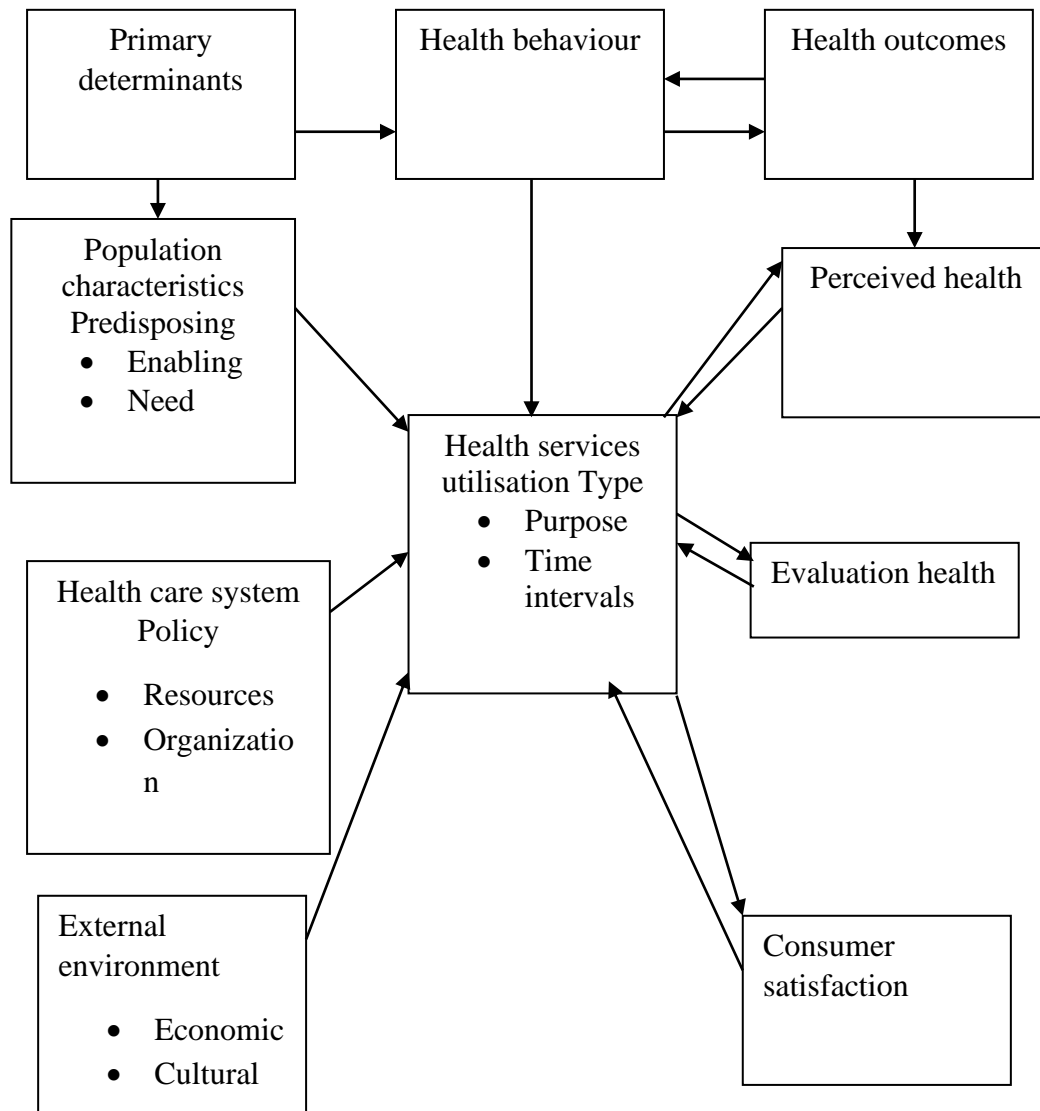 Primary
determinants
Health behaviour
Health outcomes
Population
characteristics
Predisposing
• Enabling
• Need
Perceived health
Health services
utilisation Type
• Purpose
• Time
intervals
Health care system
Policy
• Resources
• Organizatio
n
Evaluation health
External
environment
• Economic
• Cultural
Consumer
satisfaction